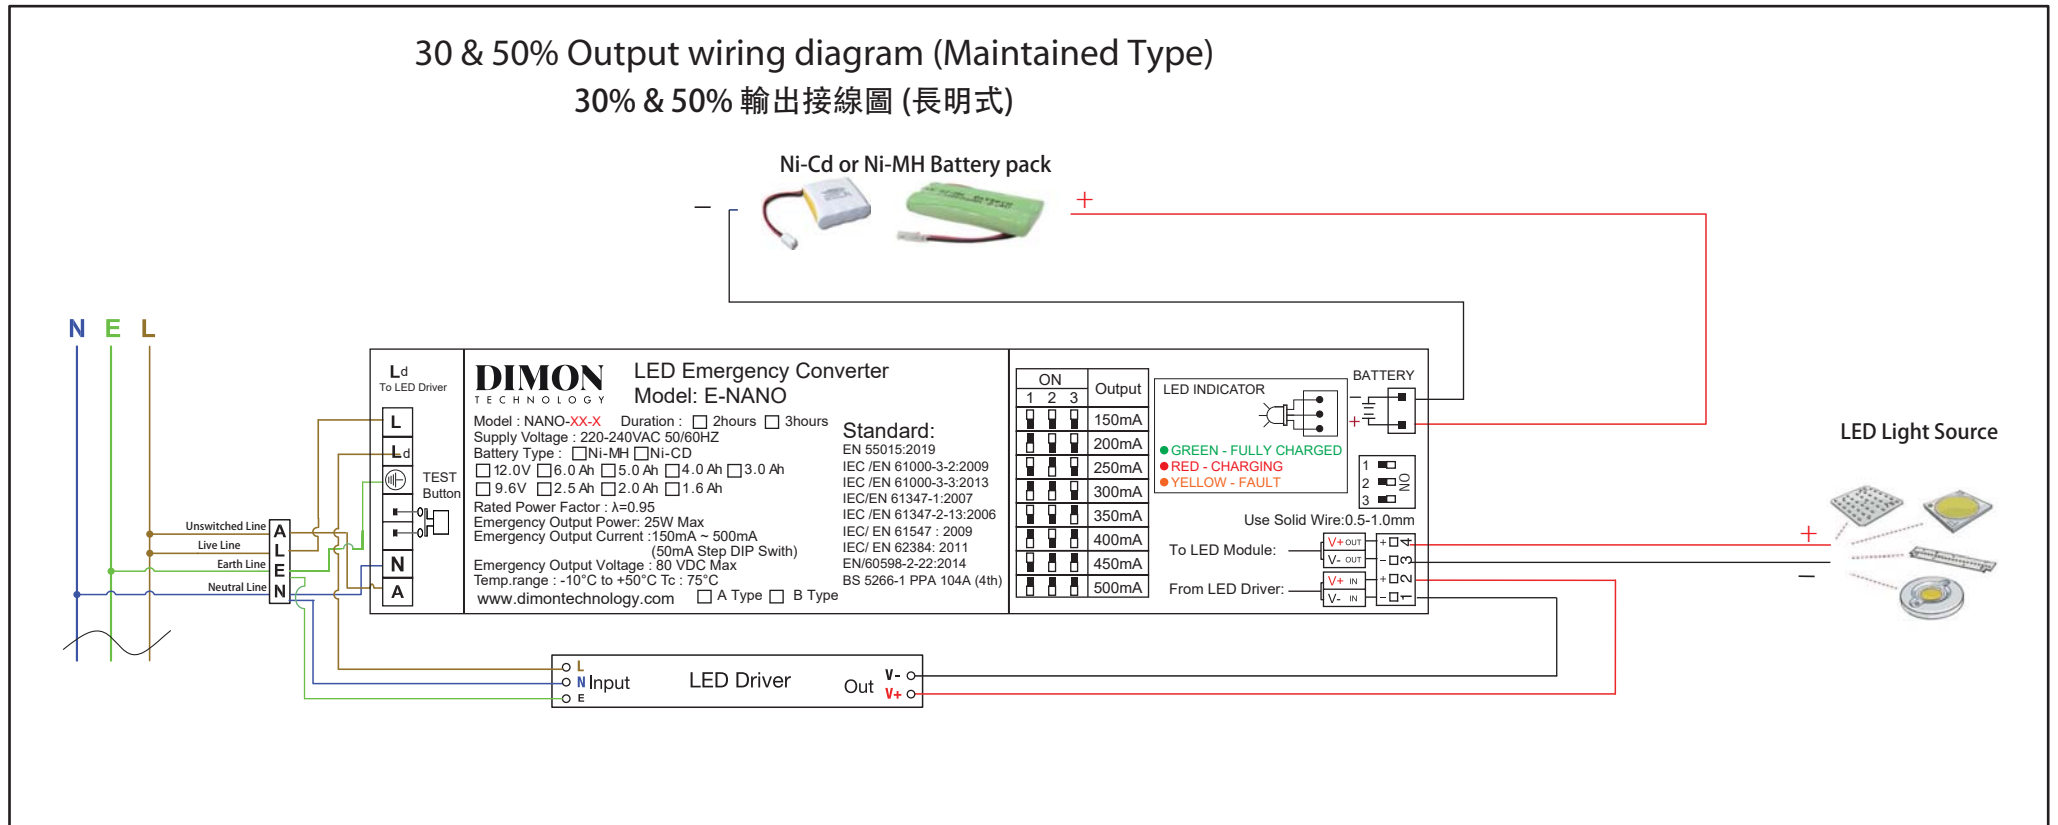 30 & 50% Output wiring diagram (Maintained Type)
30% & 50% 輸出接線圖 (長明式)
Ni-Cd or Ni-MH Battery pack
− +
N E L
Unswitched Line
Live Line
Earth Line
Neutral Line
A
L
E
N
Ld
To LED Driver
L
Ld
TEST
Button
N
A
DIMON
TECHNOLOGY
LED Emergency Converter
Model: E-NANO
Model : NANO-XX-X Duration : 2hours 3hours
Supply Voltage : 220-240VAC 50/60HZ
Battery Type : Ni-MH Ni-CD
12.0V 6.0 Ah 5.0 Ah 4.0 Ah 3.0 Ah
9.6V 2.5 Ah 2.0 Ah 1.6 Ah
Rated Power Factor : λ=0.95
Emergency Output Power: 25W Max
Emergency Output Current :150mA ~ 500mA
(50mA Step DIP Swith)
Emergency Output Voltage : 80 VDC Max
Temp.range : -10°C to +50°C Tc : 75°C
www.dimontechnology.com A Type B Type
Standard:
EN 55015:2019
IEC /EN 61000-3-2:2009
IEC /EN 61000-3-3:2013
IEC/EN 61347-1:2007
IEC/EN 61347-2-13:2006
IEC/ EN 61547 : 2009
IEC/ EN 62384: 2011
EN/60598-2-22:2014
BS 5266-1 PPA 104A (4th)
ON Output
1 2 3
150mA
200mA
250mA
300mA
350mA
400mA
450mA
500mA
LED INDICATOR
GREEN - FULLY CHARGED
RED - CHARGING
YELLOW - FAULT
BATTERY
−
+
1
2
3
ON
Use Solid Wire:0.5-1.0mm
To LED Module:
V+ OUT + 4
V- OUT − 3
From LED Driver:
V+ IN + 2
V- IN − 1
LED Light Source
+
−
L
N Input
E
LED Driver
Out
V-
V+